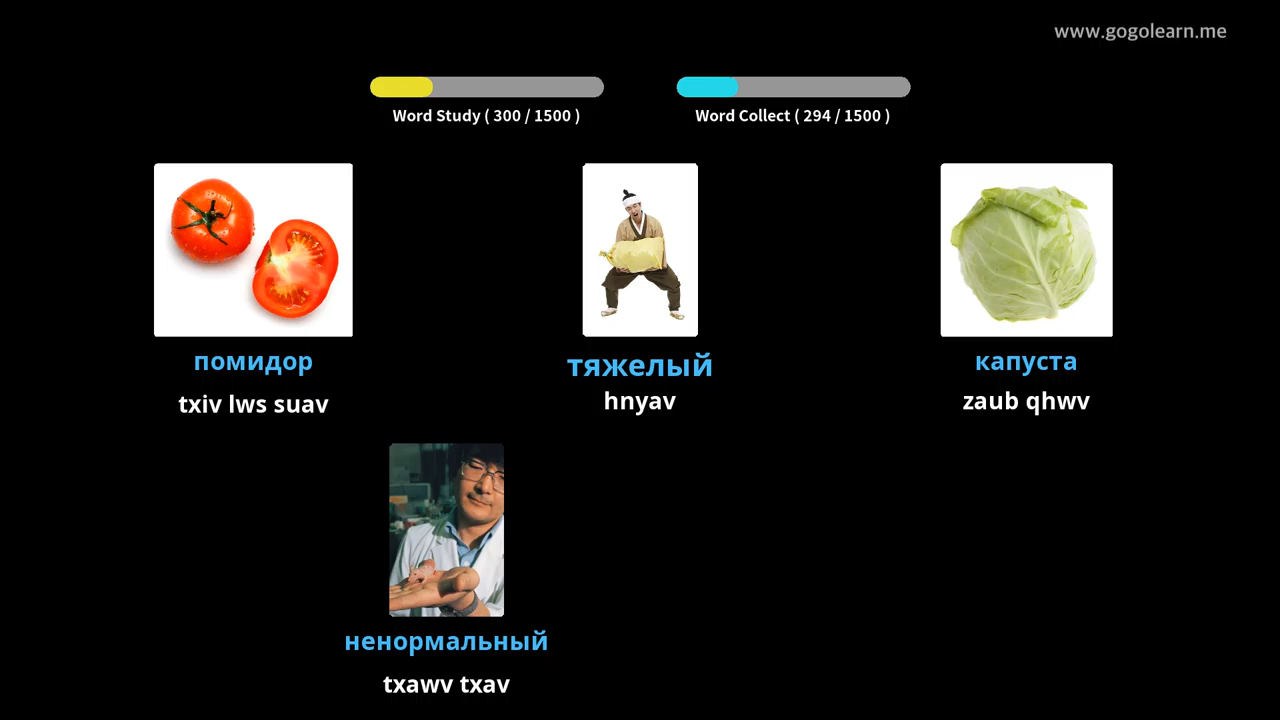 www.gogolearn.me
Word Study ( 300 / 1500 )
Word Collect ( 294 / 1500 )
помидор
тяжелый
капуста
txiv lws suav
hnyav
zaub qhwv
ненормальный
txawv txav